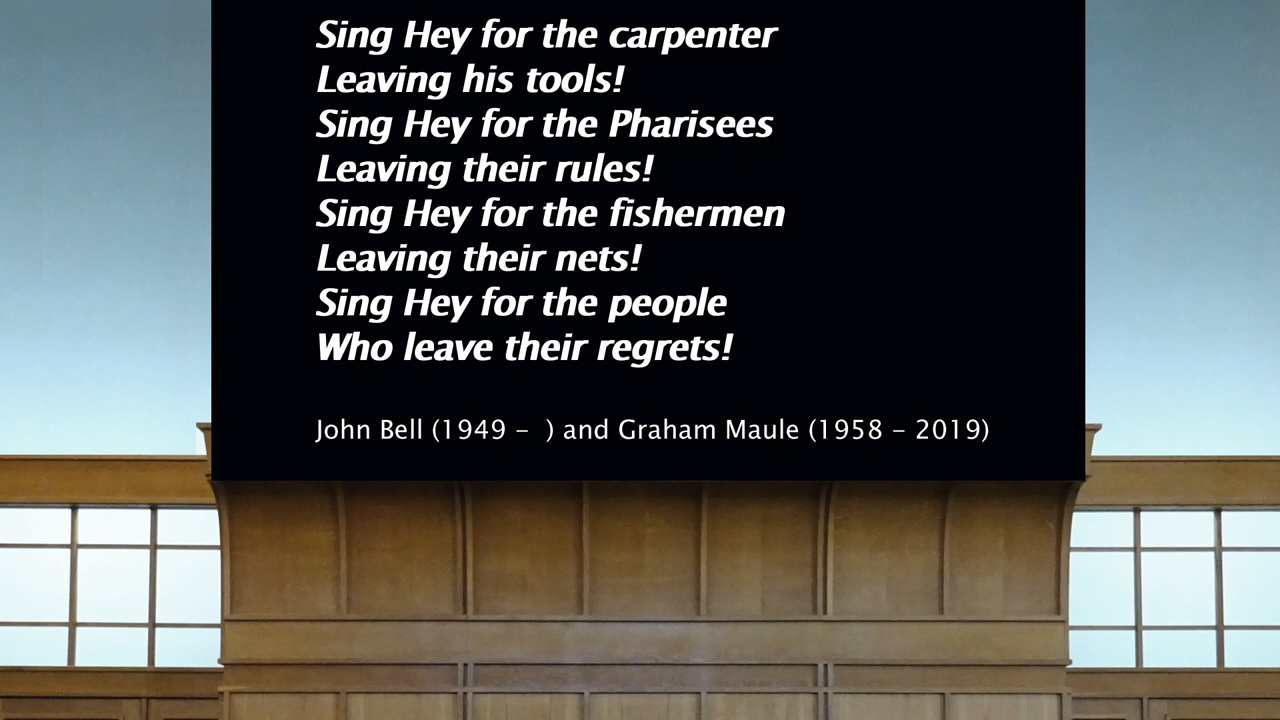 Sing Hey for the carpenter
Leaving his tools!
Sing Hey for the Pharisees
Leaving their rules!
Sing Hey for the fishermen
Leaving their nets!
Sing Hey for the people
Who leave their regrets!
John Bell (1949 – ) and Graham Maule (1958 – 2019)